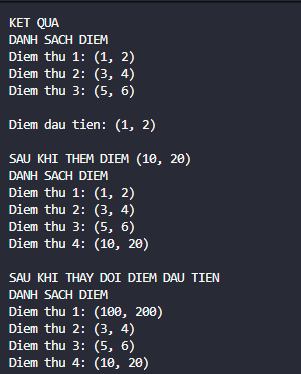 KET QUA
DANH SACH DIEM
Diem thu 1: (1, 2)
Diem thu 2: (3, 4)
Diem thu 3: (5, 6)
Diem dau tien: (1, 2)
SAU KHI THEM DIEM (10, 20)
DANH SACH DIEM
Diem thu 1: (1, 2)
Diem thu 2: (3, 4)
Diem thu 3: (5, 6)
Diem thu 4: (10, 20)
SAU KHI THAY DOI DIEM DAU TIEN
DANH SACH DIEM
Diem thu 1: (100, 200)
Diem thu 2: (3, 4)
Diem thu 3: (5, 6)
Diem thu 4: (10, 20)